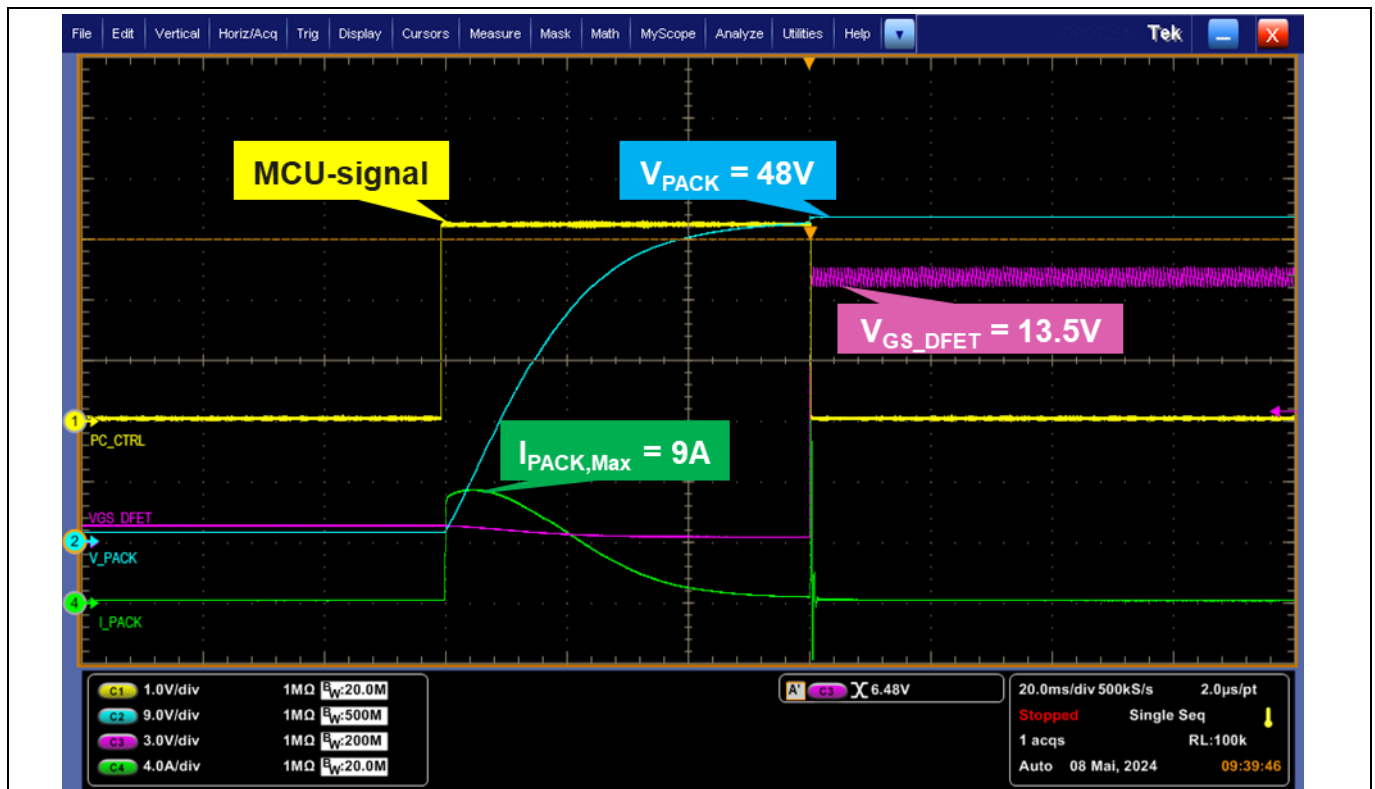 File Edit Vertical Horiz/Acq Trig Display Cursors Measure Mask Math MyScope Analyze Utilities Help Tek X
MCU-signal
VPACK = 48V
VGS_DFET = 13.5V
1
PC_CTRL
IPACK,Max = 9A
VGS_DFET
2
V_PACK
4
I_PACK
C1 1.0V/div 1MΩ BW:20.0M
C2 9.0V/div 1MΩ BW:500M
C3 3.0V/div 1MΩ BW:200M
C4 4.0A/div 1MΩ BW:20.0M
A' C3 6.48V
20.0ms/div 500kS/s 2.0µs/pt
Stopped Single Seq
1 acqs RL:100k
Auto 08 Mai, 2024 09:39:46